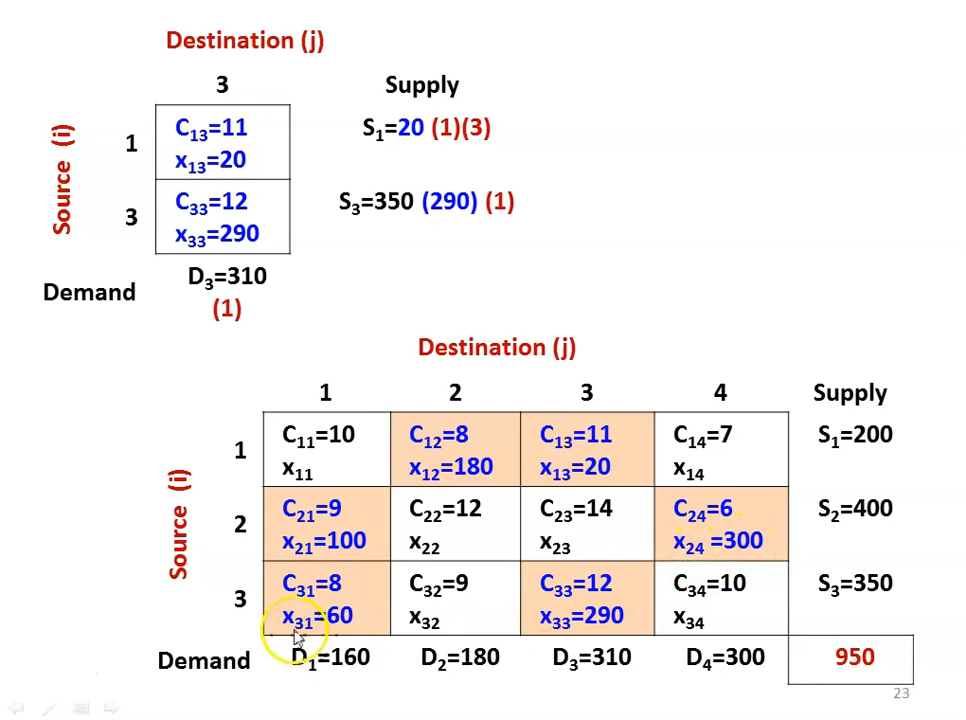 Destination (j)
3 Supply
Source (i)
1 C13=11 S1=20 (1)(3)
x13=20
3 C33=12 S3=350 (290) (1)
x33=290
Demand D3=310
(1)
Destination (j)
1 2 3 4 Supply
Source (i)
1 C11=10 C12=8 C13=11 C14=7 S1=200
x11 x12=180 x13=20 x14
2 C21=9 C22=12 C23=14 C24=6 S2=400
x21=100 x22 x23 x24 =300
3 C31=8 C32=9 C33=12 C34=10 S3=350
x31=60 x32 x33=290 x34
Demand D1=160 D2=180 D3=310 D4=300 950
23